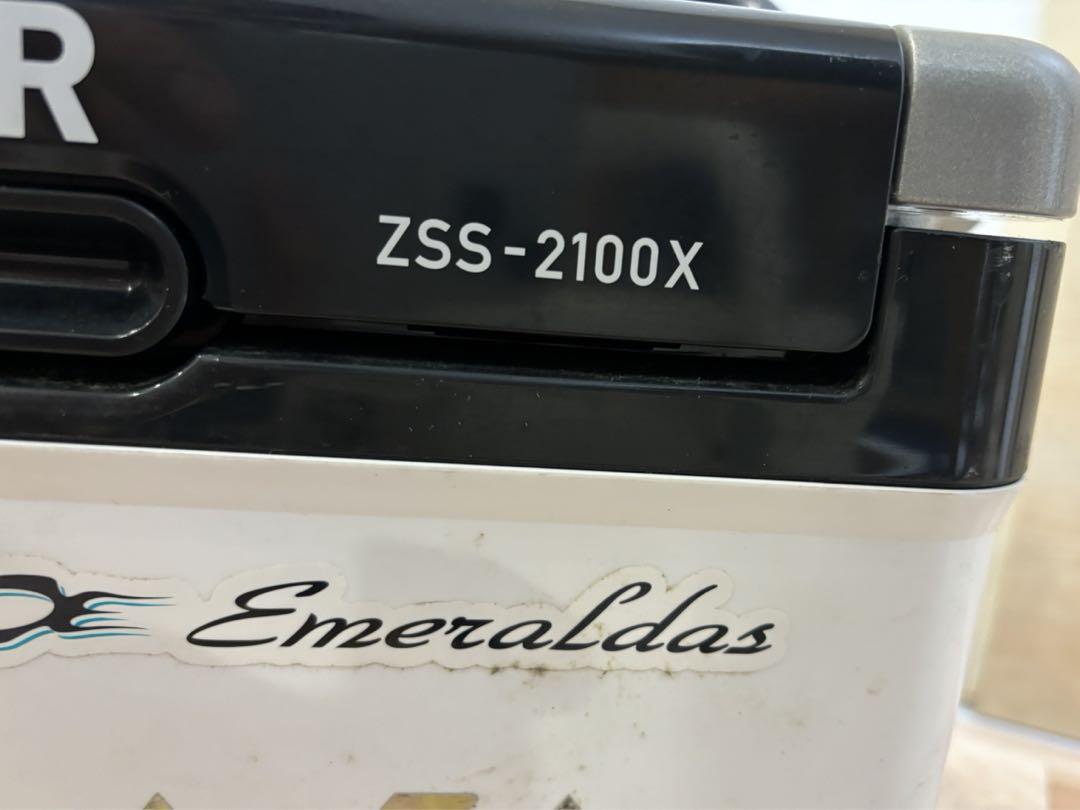 R
ZSS-2100X
Emeraldas